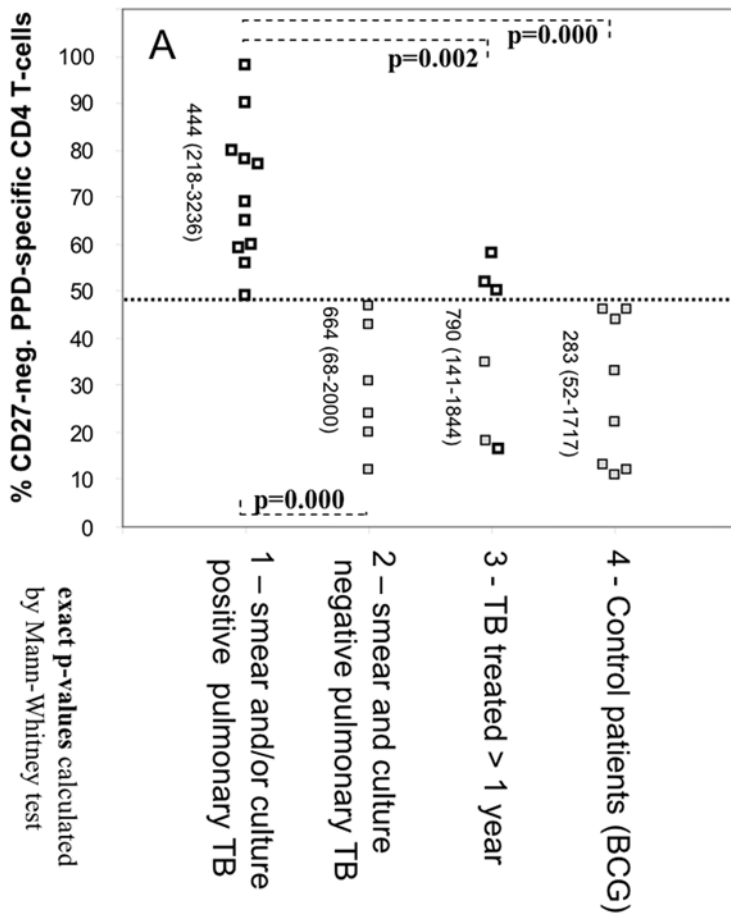 A
p=0.000
p=0.002
% CD27-neg. PPD-specific CD4 T-cells
100
90
80
70
60
50
40
30
20
10
0
444 (218-3236)
664 (68-2000)
790 (141-1844)
283 (52-1717)
p=0.000
1 – smear and/or culture
positive pulmonary TB
2 – smear and culture
negative pulmonary TB
3 - TB treated > 1 year
4 - Control patients (BCG)
exact p-values calculated
by Mann-Whitney test